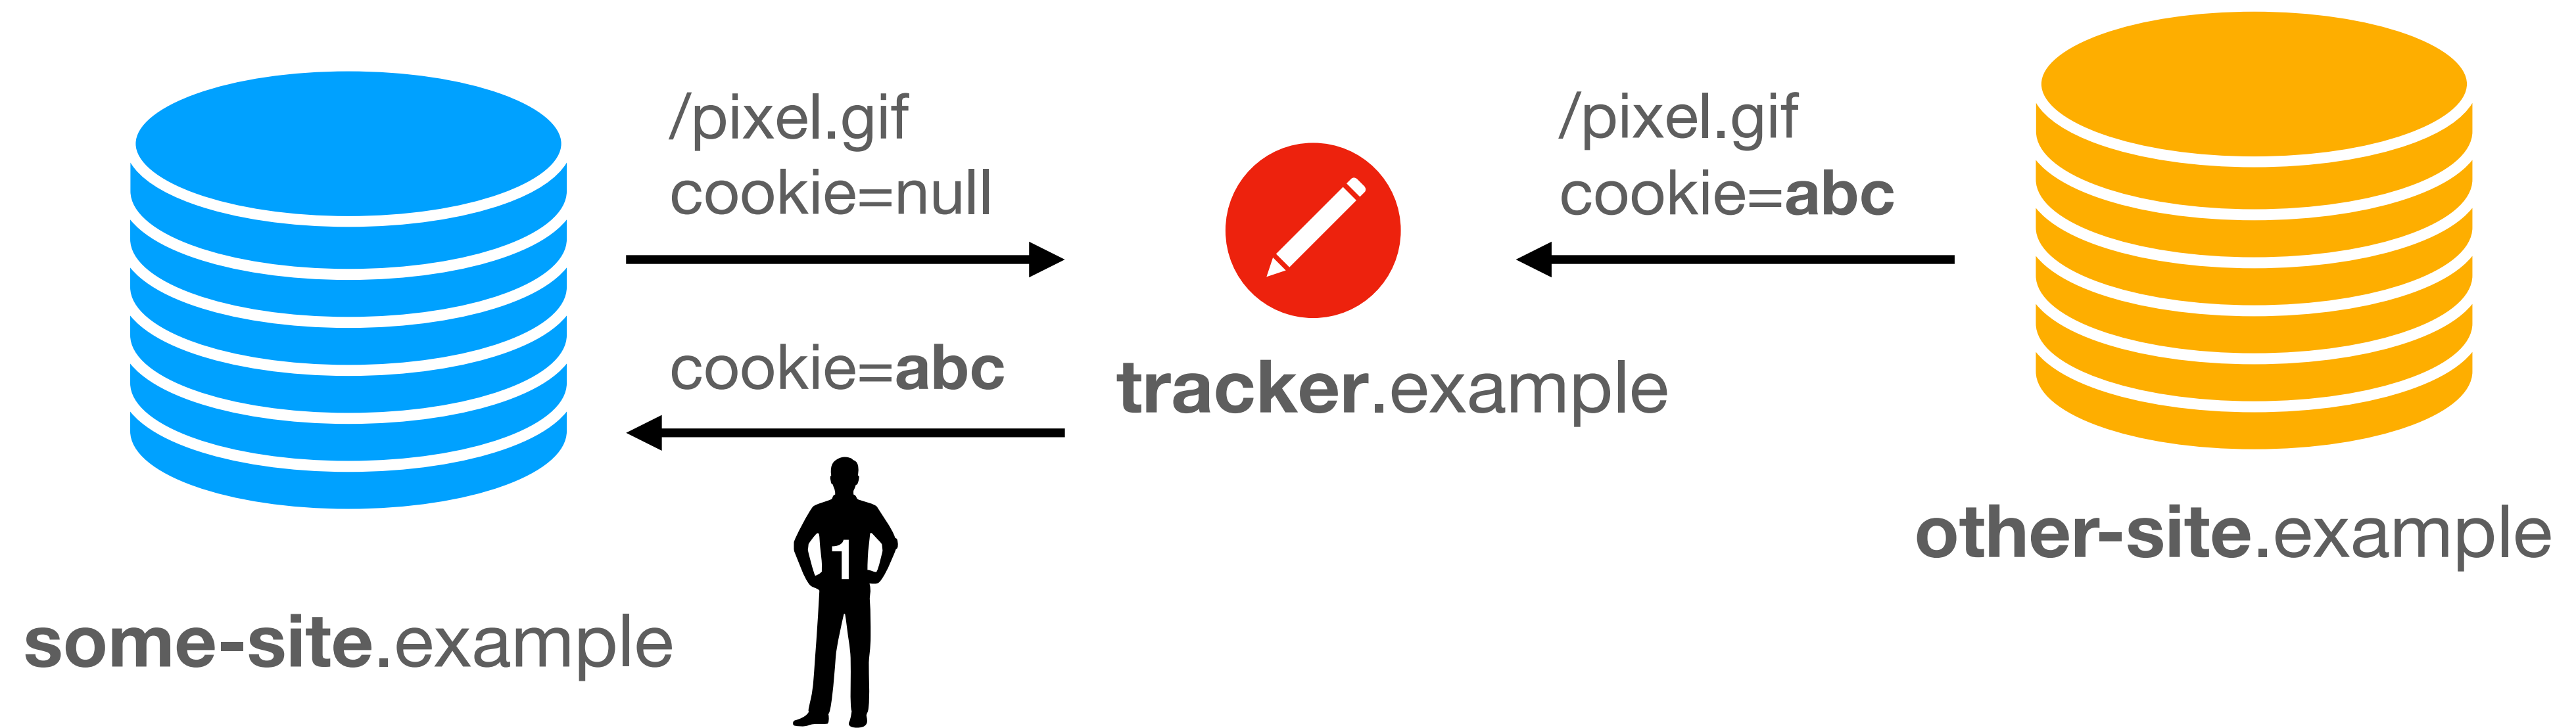 /pixel.gif
cookie=null
cookie=abc
1
some-site.example
tracker.example
/pixel.gif
cookie=abc
other-site.example